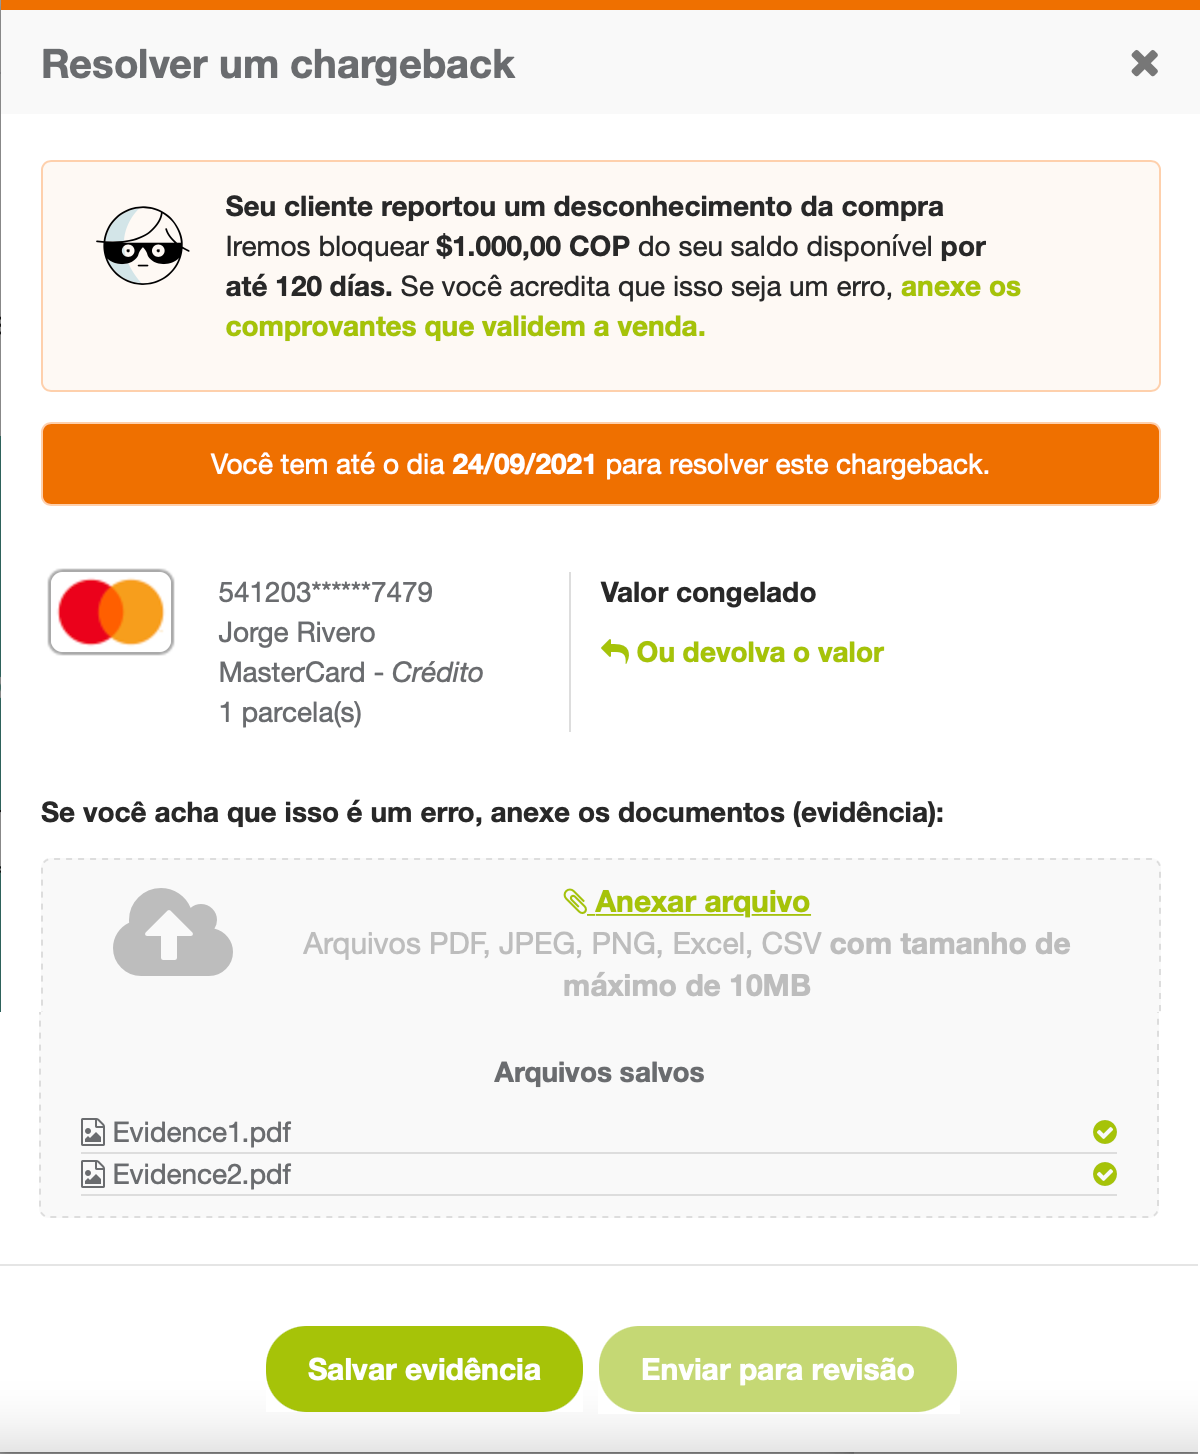 Resolver um chargeback
Seu cliente reportou um desconhecimento da compra
Iremos bloquear $1.000,00 COP do seu saldo disponível por
até 120 días. Se você acredita que isso seja um erro, anexe os
comprovantes que validem a venda.
Você tem até o dia 24/09/2021 para resolver este chargeback.
541203******7479
Jorge Rivero
MasterCard - Crédito
1 parcela(s)
Valor congelado
Ou devolva o valor
Se você acha que isso é um erro, anexe os documentos (evidência):
Anexar arquivo
Arquivos PDF, JPEG, PNG, Excel, CSV com tamanho de
máximo de 10MB
Arquivos salvos
Evidence1.pdf
Evidence2.pdf
Salvar evidência
Enviar para revisão